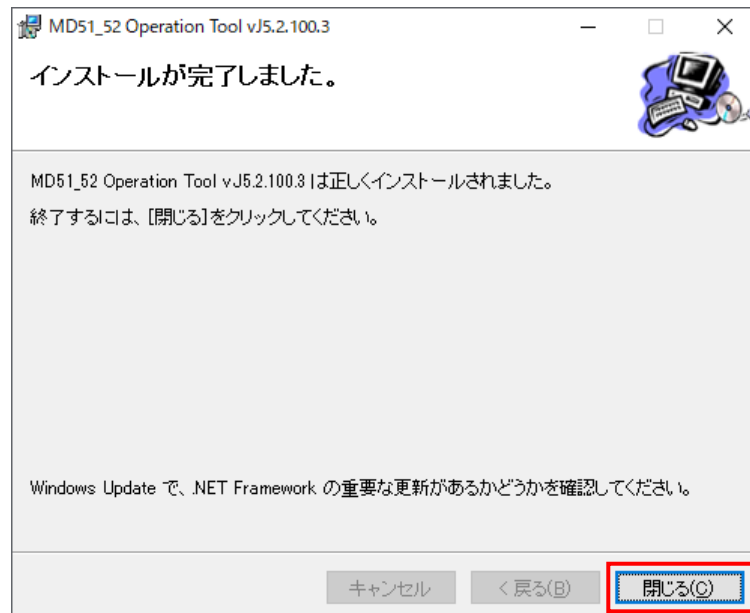 MD51_52 Operation Tool vJ5.2.100.3
インストールが完了しました。
MD51_52 Operation Tool vJ5.2.100.3 は正しくインストールされました。
終了するには、[閉じる]をクリックしてください。
Windows Update で、.NET Framework の重要な更新があるかどうかを確認してください。
キャンセル < 戻る(B) 閉じる(C)